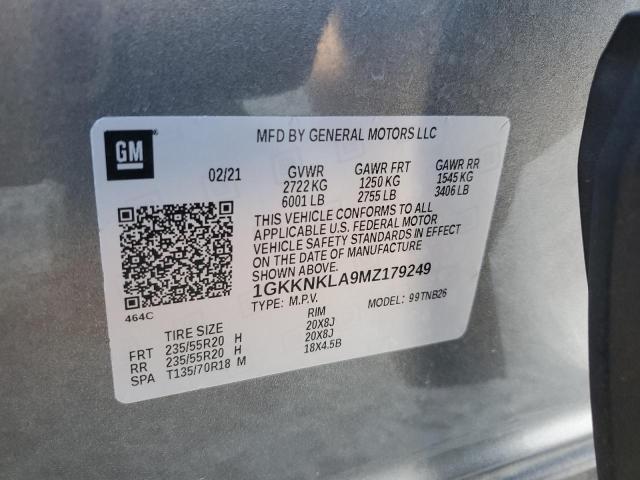 GM
MFD BY GENERAL MOTORS LLC
02/21 GVWR GAWR FRT GAWR RR
2722 KG 1250 KG 1545 KG
6001 LB 2755 LB 3406 LB
THIS VEHICLE CONFORMS TO ALL
APPLICABLE U.S. FEDERAL MOTOR
VEHICLE SAFETY STANDARDS IN EFFECT
ON THE DATE OF MANUFACTURE
SHOWN ABOVE.
1GKKNKLA9MZ179249
TYPE: M.P.V. MODEL: 99TNB26
464C
TIRE SIZE RIM
FRT 235/55R20 H 20X8J
RR 235/55R20 H 20X8J
SPA T135/70R18 M 18X4.5B